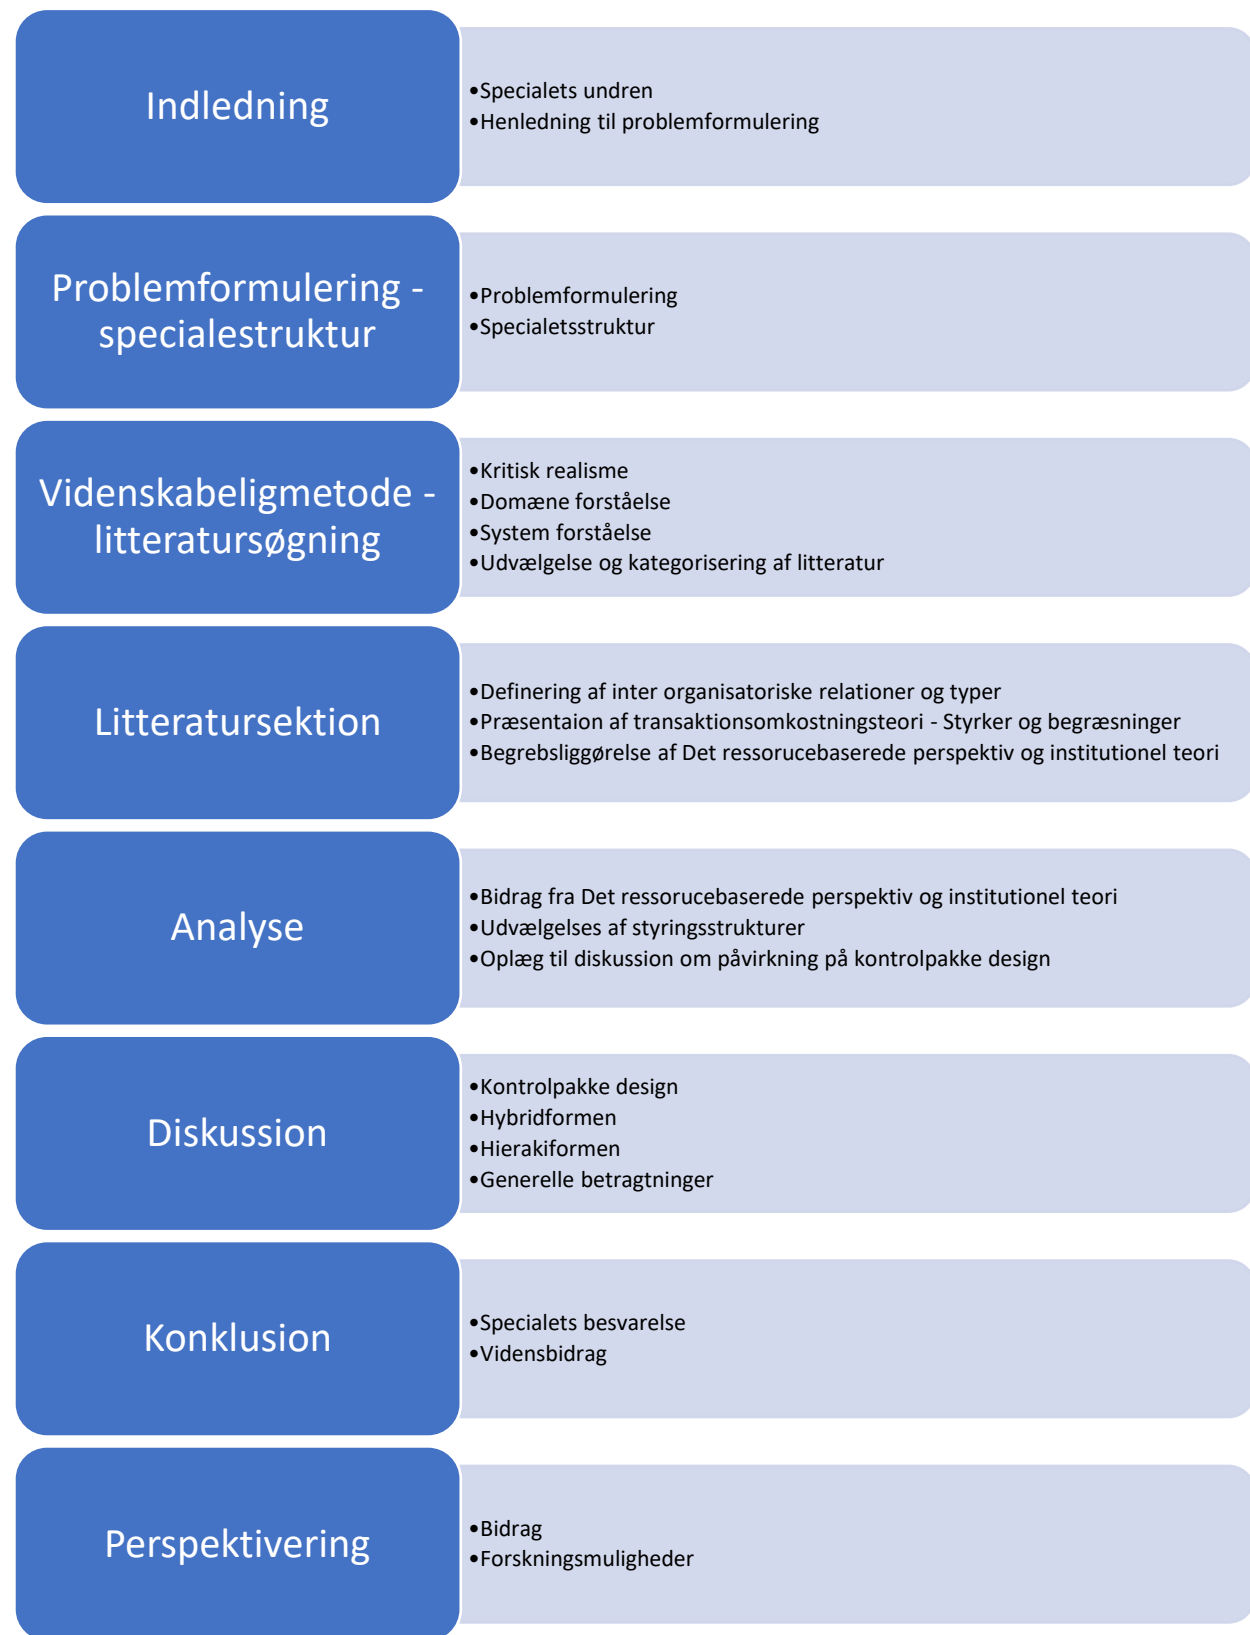 Indledning
•Specialets undren
•Henledning til problemformulering
Problemformulering -
specialestruktur
•Problemformulering
•Specialetsstruktur
Videnskabeligmetode -
litteratursøgning
•Kritisk realisme
•Domæne forståelse
•System forståelse
•Udvælgelse og kategorisering af litteratur
Litteratursektion
•Definering af inter organisatoriske relationer og typer
•Præsentaion af transaktionsomkostningsteori - Styrker og begræsninger
•Begrebsliggørelse af Det ressorucebaserede perspektiv og institutionel teori
Analyse
•Bidrag fra Det ressorucebaserede perspektiv og institutionel teori
•Udvælgelses af styringsstrukturer
•Oplæg til diskussion om påvirkning på kontrolpakke design
Diskussion
•Kontrolpakke design
•Hybridformen
•Hierakiformen
•Generelle betragtninger
Konklusion
•Specialets besvarelse
•Vidensbidrag
Perspektivering
•Bidrag
•Forskningsmuligheder